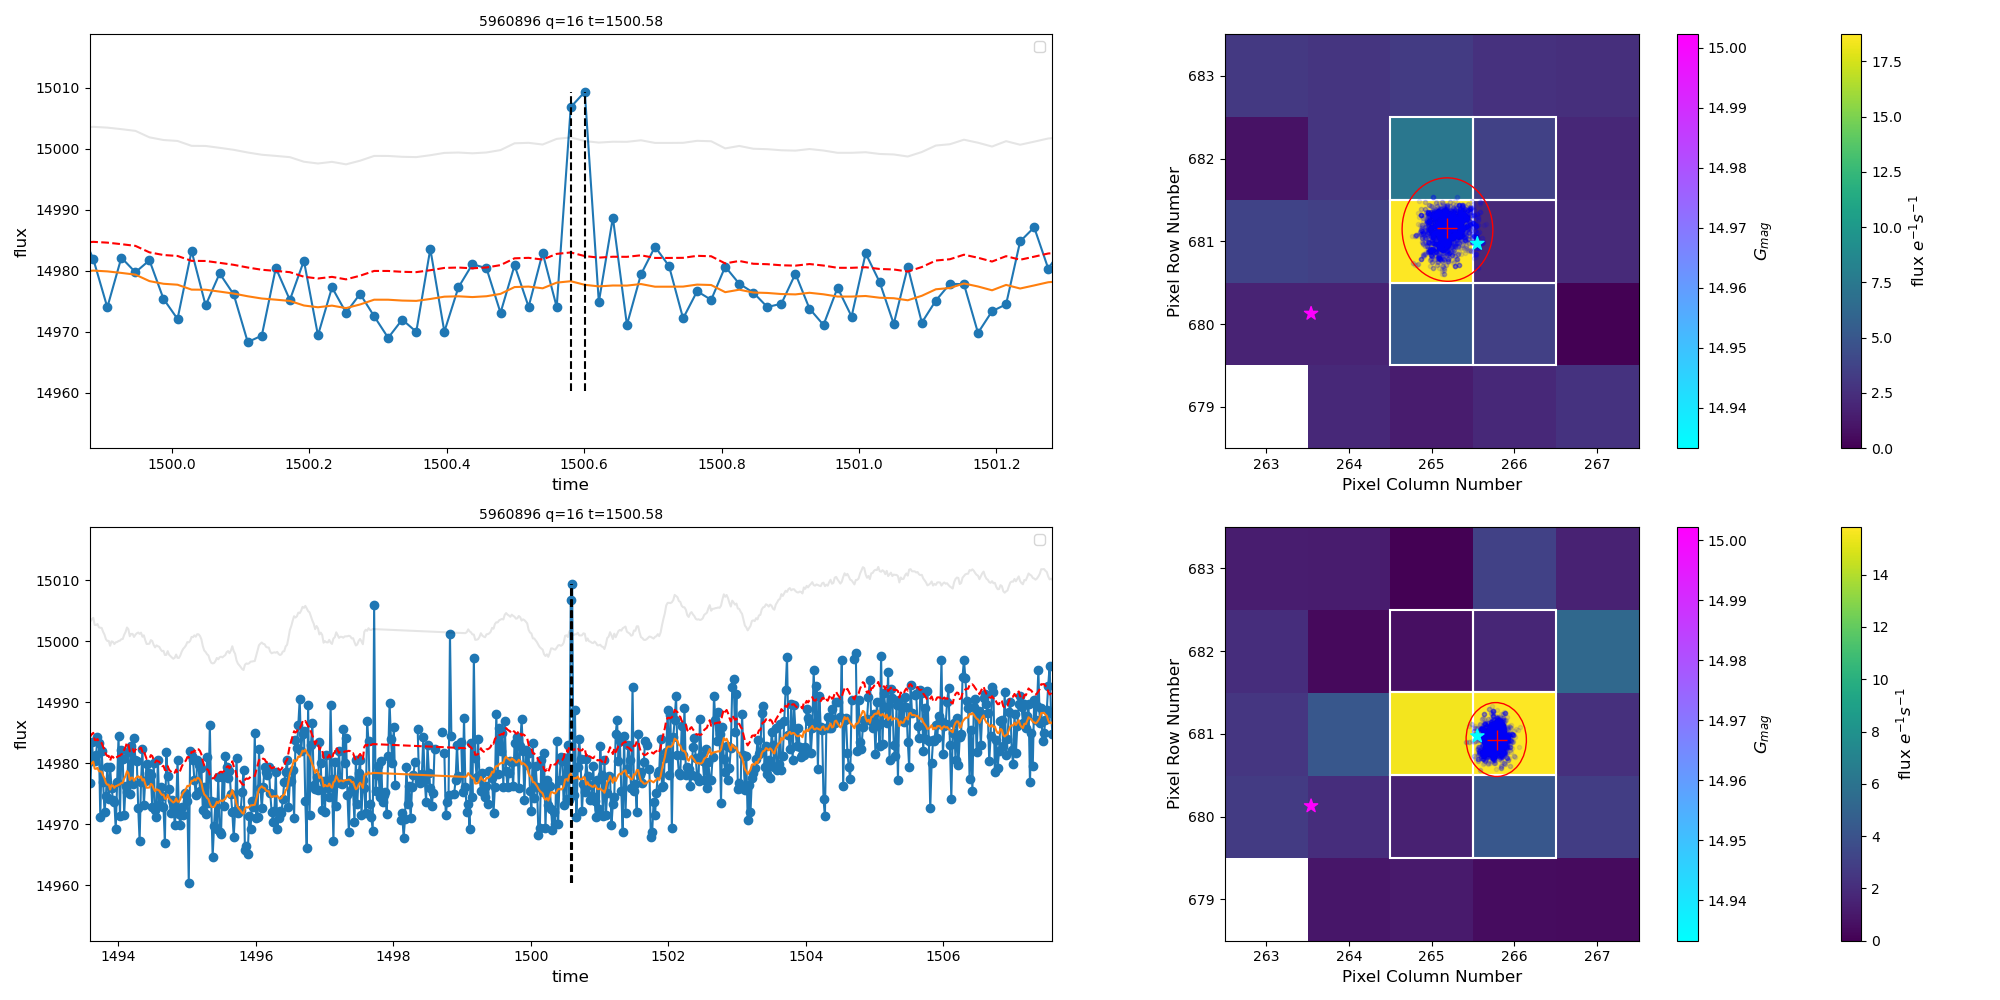 5960896 q=16 t=1500.58
flux
15010
15000
14990
14980
14970
14960
1500.0 1500.2 1500.4 1500.6 1500.8 1501.0 1501.2
time
Pixel Row Number
683
682
681
680
679
263 264 265 266 267
Pixel Column Number
15.00
14.99
14.98
14.97
14.96
14.95
14.94
G_mag
17.5
15.0
12.5
10.0
7.5
5.0
2.5
0.0
flux e⁻¹s⁻¹
5960896 q=16 t=1500.58
flux
15010
15000
14990
14980
14970
14960
1494 1496 1498 1500 1502 1504 1506
time
Pixel Row Number
683
682
681
680
679
263 264 265 266 267
Pixel Column Number
15.00
14.99
14.98
14.97
14.96
14.95
14.94
G_mag
14
12
10
8
6
4
2
0
flux e⁻¹s⁻¹